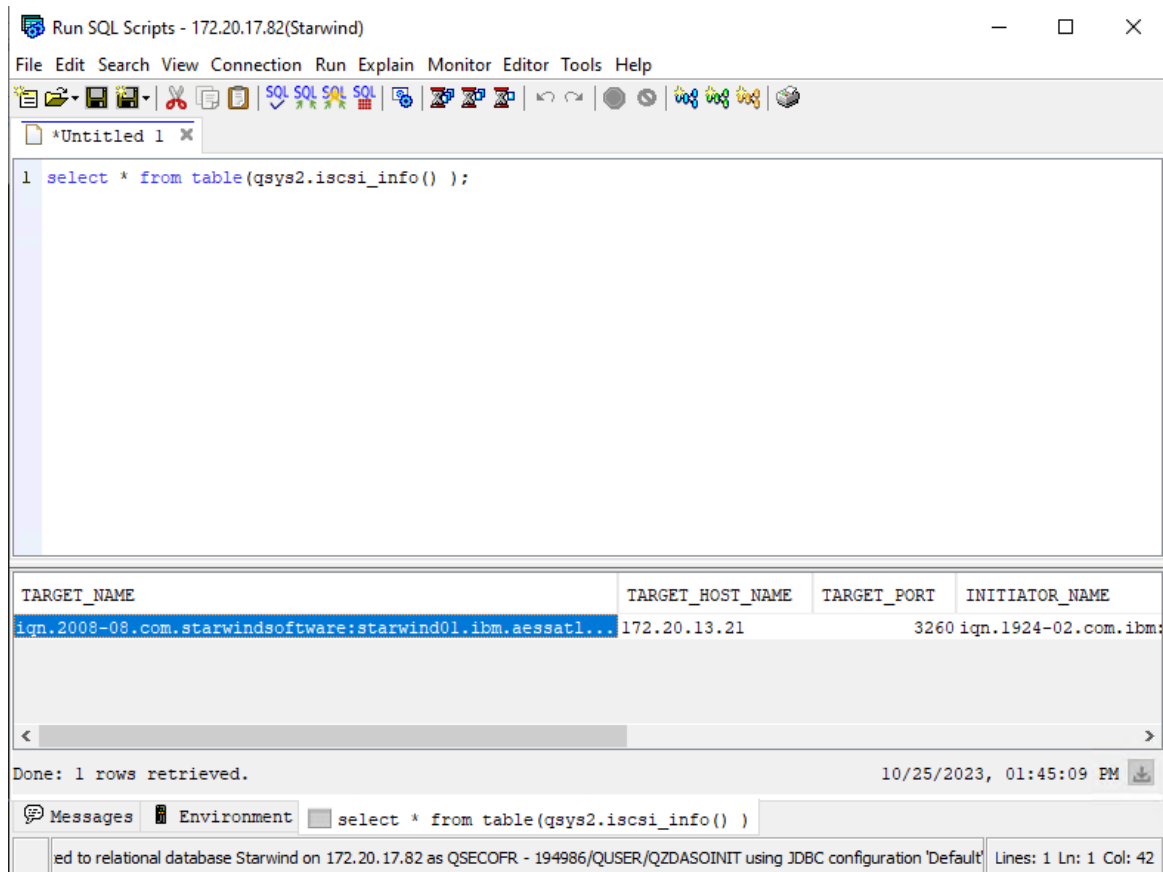 Run SQL Scripts - 172.20.17.82(Starwind)
File Edit Search View Connection Run Explain Monitor Editor Tools Help
SQL SQL SQL SQL
*Untitled 1
1 select * from table(qsys2.iscsi_info() );
TARGET_NAME TARGET_HOST_NAME TARGET_PORT INITIATOR_NAME
iqn.2008-08.com.starwindsoftware:starwind01.ibm.aessatl... 172.20.13.21 3260 iqn.1924-02.com.ibm:
Done: 1 rows retrieved. 10/25/2023, 01:45:09 PM
Messages Environment select * from table(qsys2.iscsi_info() )
ed to relational database Starwind on 172.20.17.82 as QSECOFR - 194986/QUSER/QZDASOINIT using JDBC configuration 'Default' Lines: 1 Ln: 1 Col: 42